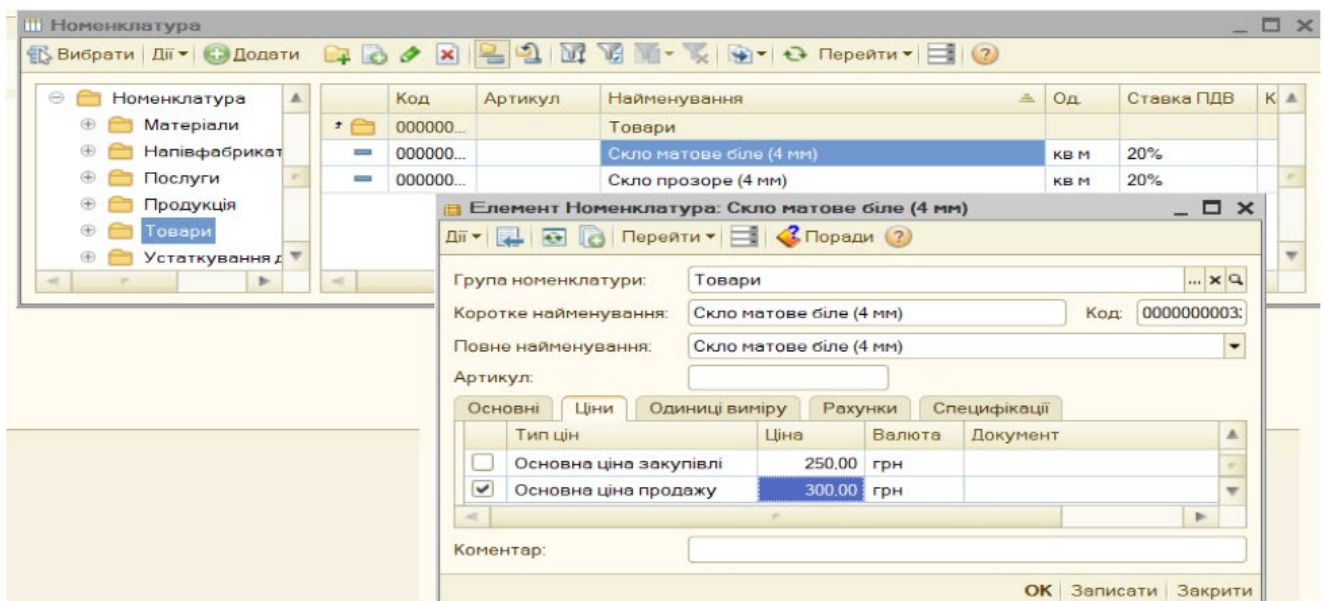 Номенклатура
Вибрати Дії Додати Перейти
Номенклатура
Матеріали
Напівфабрикат
Послуги
Продукція
Товари
Устаткування д
Код Артикул Найменування Од. Ставка ПДВ К
000000... Товари
000000... Скло матове біле (4 мм) кв м 20%
000000... Скло прозоре (4 мм) кв м 20%
Елемент Номенклатура: Скло матове біле (4 мм)
Дії Перейти Поради
Група номенклатури: Товари ...
Коротке найменування: Скло матове біле (4 мм) Код: 0000000003:
Повне найменування: Скло матове біле (4 мм)
Артикул:
Основні Ціни Одиниці виміру Рахунки Специфікації
Тип цін Ціна Валюта Документ
Основна ціна закупівлі 250,00 грн
Основна ціна продажу 300,00 грн
Коментар:
ОК Записати Закрити